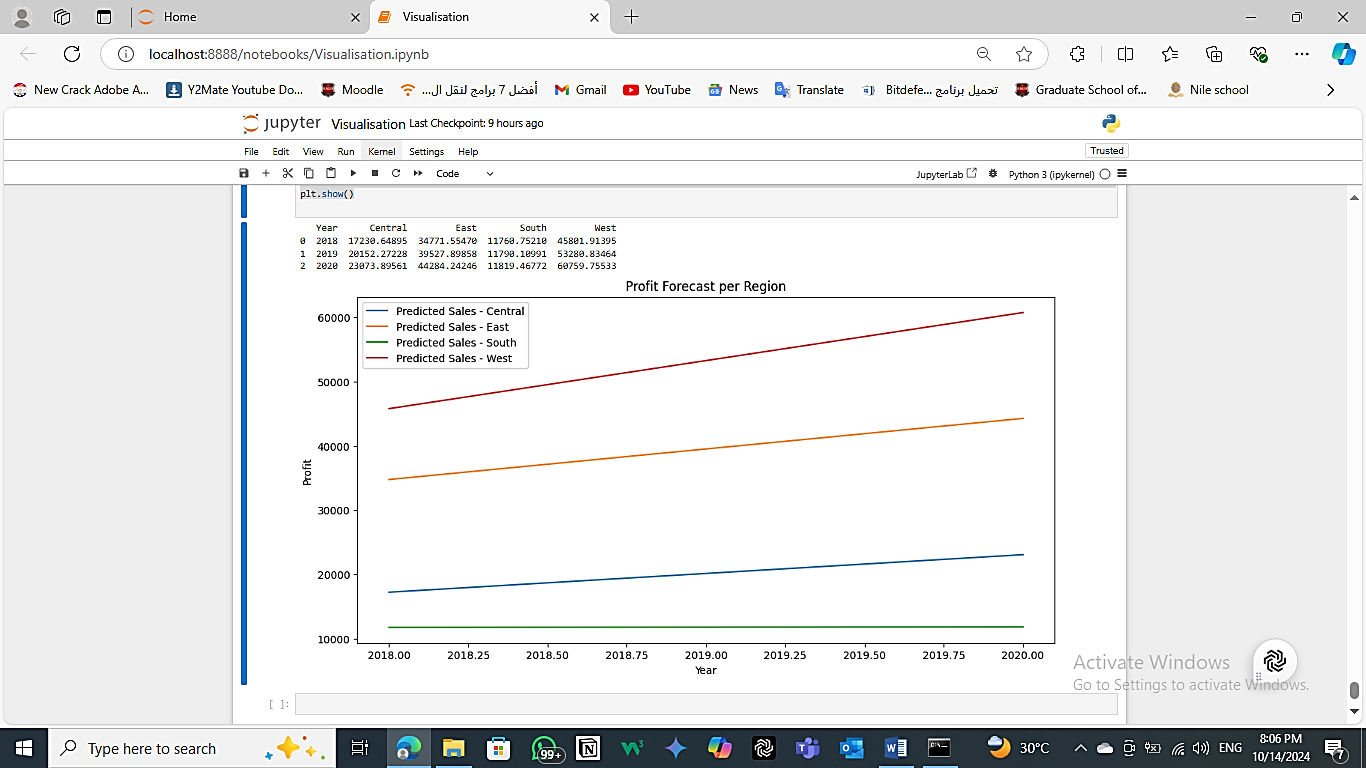 Home
Visualisation
localhost:8888/notebooks/Visualisation.ipynb
New Crack Adobe A... Y2Mate Youtube Do... Moodle أفضل 7 برامج لنقل ال... Gmail YouTube News Translate تحميل برنامج Bitdefe... Graduate School of... Nile school
jupyter Visualisation Last Checkpoint: 9 hours ago
File Edit View Run Kernel Settings Help Trusted
Code JupyterLab Python 3 (ipykernel)
plt.show()
Year Central East South West
0 2018 17230.64895 34771.55470 11760.75210 45801.91395
1 2019 20152.27228 39527.89858 11790.10991 53280.83464
2 2020 23073.89561 44284.24246 11819.46772 60759.75533
Profit Forecast per Region
Predicted Sales - Central
Predicted Sales - East
Predicted Sales - South
Predicted Sales - West
60000
50000
40000
30000
20000
10000
Profit
2018.00 2018.25 2018.50 2018.75 2019.00 2019.25 2019.50 2019.75 2020.00
Year
Activate Windows
Go to Settings to activate Windows.
[ ]:
Type here to search
99+
30°C
ENG
8:06 PM
10/14/2024
7